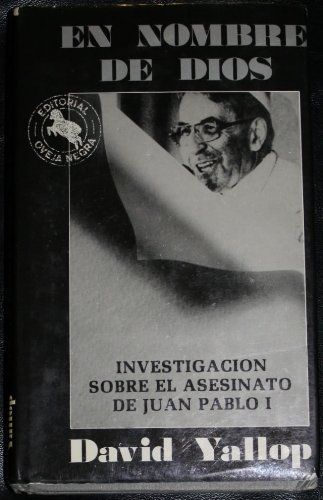 EN NOMBRE
DE DIOS
EDITORIAL
OVEJA NEGRA
INVESTIGACION
SOBRE EL ASESINATO
DE JUAN PABLO I
David Yallop